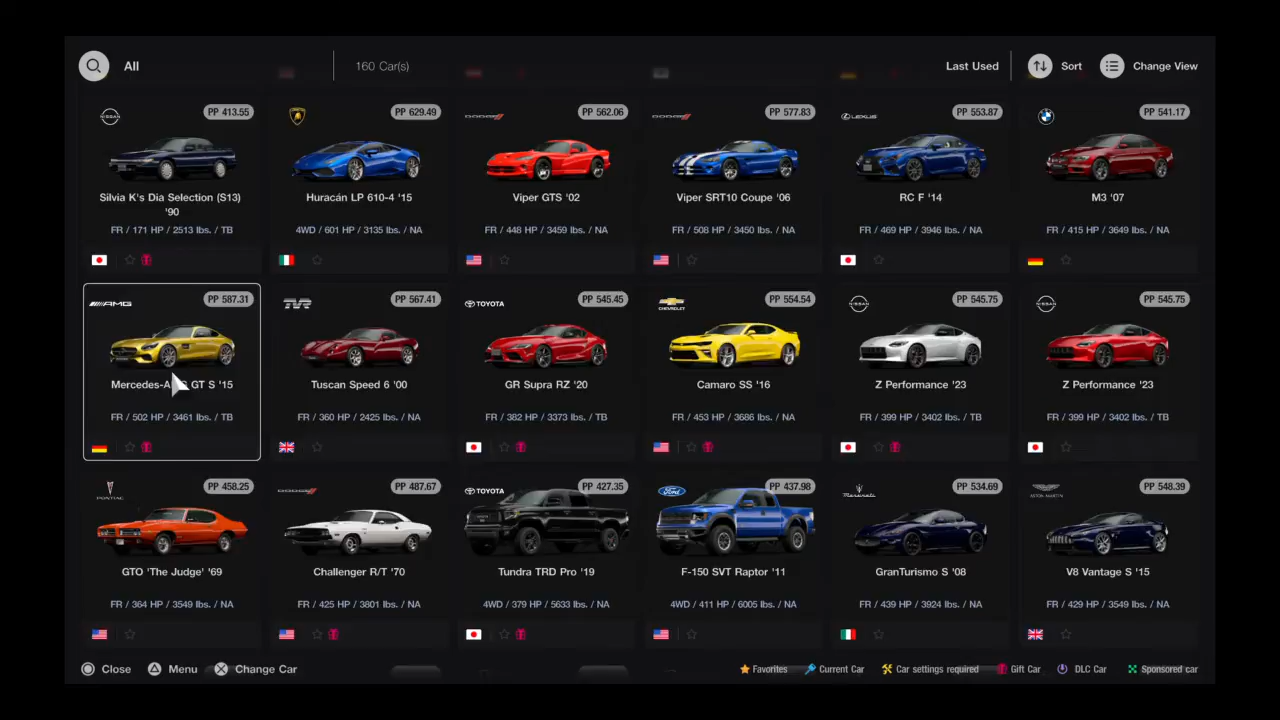 All
160 Car(s)
Last Used
Sort
Change View
NISSAN
PP 413.55
Silvia K's Dia Selection (S13)
'90
FR / 171 HP / 2513 lbs. / TB
PP 629.49
Huracán LP 610-4 '15
4WD / 601 HP / 3135 lbs. / NA
DODGE
PP 562.06
Viper GTS '02
FR / 448 HP / 3459 lbs. / NA
DODGE
PP 577.83
Viper SRT10 Coupe '06
FR / 508 HP / 3450 lbs. / NA
LEXUS
PP 553.87
RC F '14
FR / 469 HP / 3946 lbs. / NA
PP 541.17
M3 '07
FR / 415 HP / 3649 lbs. / NA
AMG
PP 587.31
Mercedes-A GT S '15
FR / 502 HP / 3461 lbs. / TB
TVR
PP 567.41
Tuscan Speed 6 '00
FR / 360 HP / 2425 lbs. / NA
TOYOTA
PP 545.45
GR Supra RZ '20
FR / 382 HP / 3373 lbs. / TB
CHEVROLET
PP 554.54
Camaro SS '16
FR / 453 HP / 3686 lbs. / NA
NISSAN
PP 545.75
Z Performance '23
FR / 399 HP / 3402 lbs. / TB
NISSAN
PP 545.75
Z Performance '23
FR / 399 HP / 3402 lbs. / TB
PONTIAC
PP 458.25
GTO 'The Judge' '69
FR / 364 HP / 3549 lbs. / NA
DODGE
PP 487.67
Challenger R/T '70
FR / 425 HP / 3801 lbs. / NA
TOYOTA
PP 427.35
Tundra TRD Pro '19
4WD / 379 HP / 5633 lbs. / NA
Ford
PP 437.98
F-150 SVT Raptor '11
4WD / 411 HP / 6005 lbs. / NA
Maserati
PP 534.69
GranTurismo S '08
FR / 439 HP / 3924 lbs. / NA
ASTON MARTIN
PP 548.39
V8 Vantage S '15
FR / 429 HP / 3549 lbs. / NA
Close
Menu
Change Car
Favorites
Current Car
Car settings required
Gift Car
DLC Car
Sponsored car